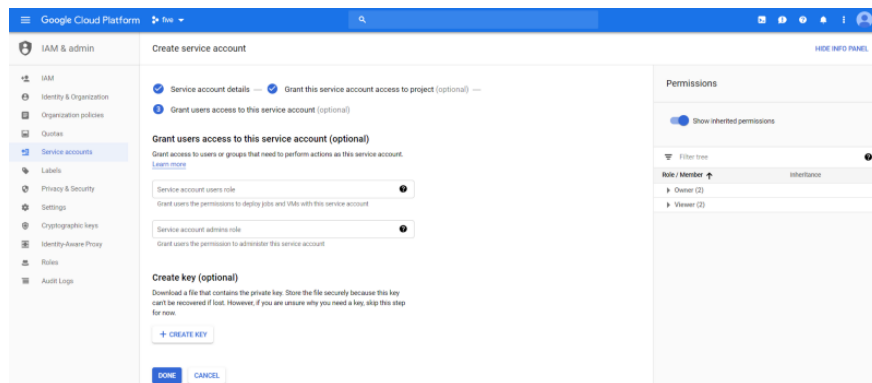 Google Cloud Platform
five
IAM & admin
Create service account
HIDE INFO PANEL
IAM
Identity & Organization
Organization policies
Quotas
Service accounts
Labels
Privacy & Security
Settings
Cryptographic keys
Identity-Aware Proxy
Roles
Audit Logs
Service account details — Grant this service account access to project (optional) —
3 Grant users access to this service account (optional)
Grant users access to this service account (optional)
Grant access to users or groups that need to perform actions as this service account.
Learn more
Service account users role
Grant users the permissions to deploy jobs and VMs with this service account
Service account admins role
Grant users the permission to administer this service account
Create key (optional)
Download a file that contains the private key. Store the file securely because this key
can't be recovered if lost. However, if you are unsure why you need a key, skip this step
for now.
+ CREATE KEY
DONE CANCEL
Permissions
Show inherited permissions
Filter tree
Role / Member Inheritance
Owner (2)
Viewer (2)